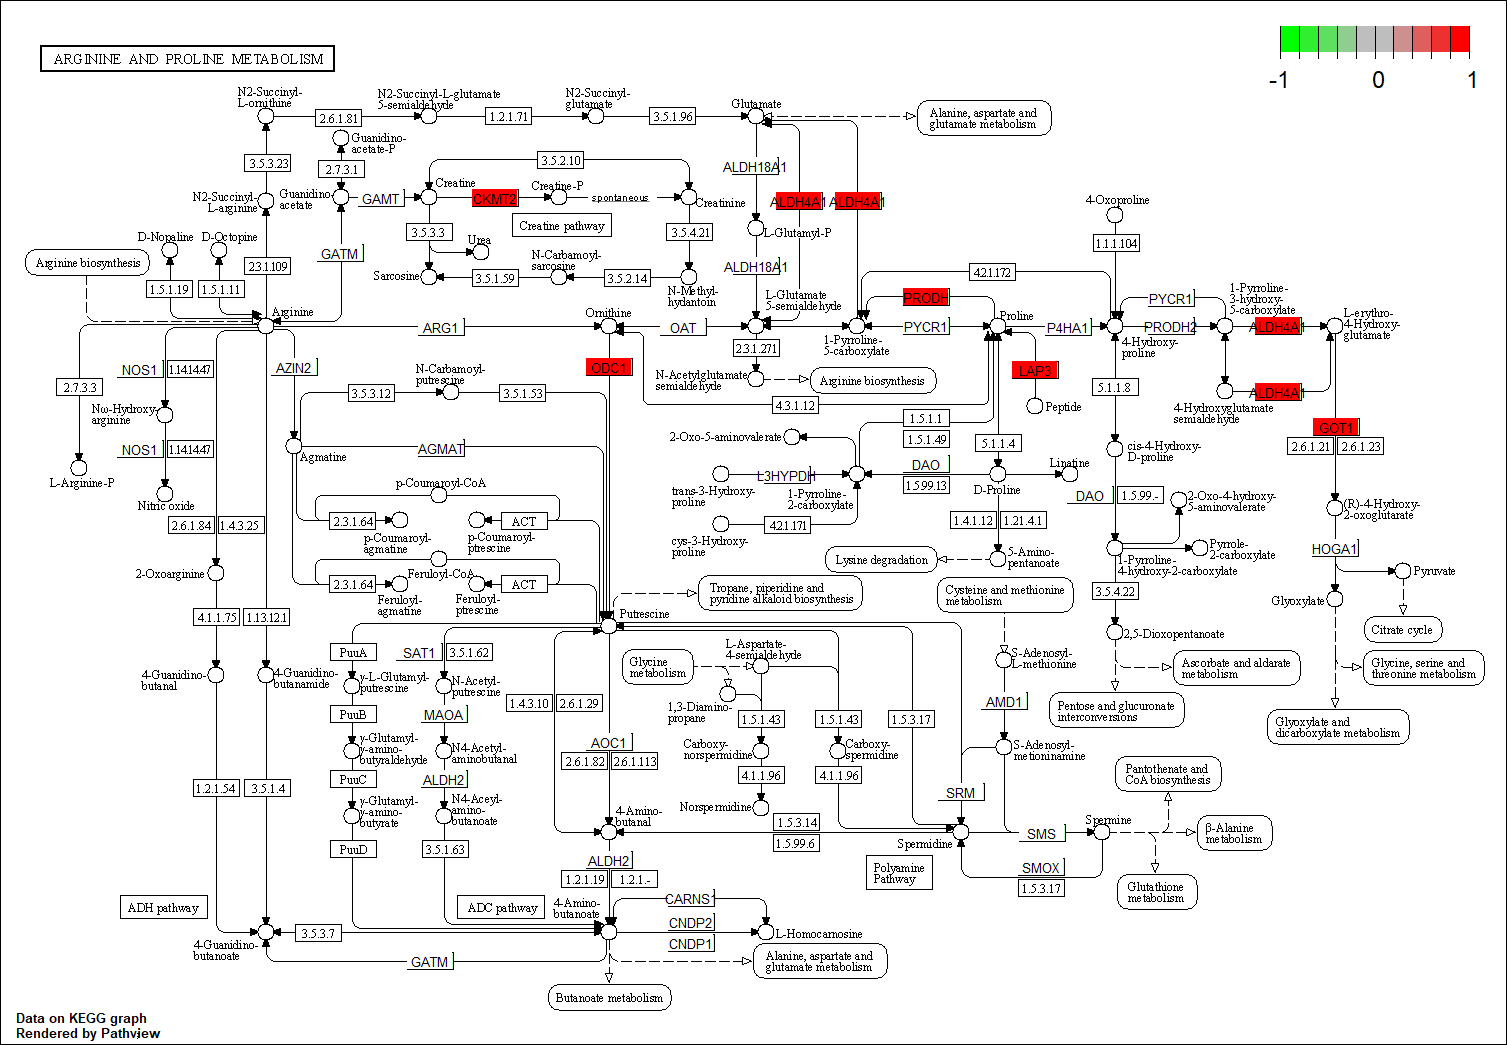 ARGININE AND PROLINE METABOLISM
-1
0
1
N2-Succinyl-
L-ornithine
2.6.1.81
N2-Succinyl-L-glutamate
5-semialdehyde
1.2.1.71
N2-Succinyl-
glutamate
3.5.1.96
Glutamate
Alanine, aspartate and
glutamate metabolism
Guanidino-
acetate-P
3.5.3.23
2.7.3.1
3.5.2.10
ALDH18A1
N2-Succinyl-
L-arginine
Guanidino-
acetate
GAMT
Creatine
CKMT2
Creatine-P
spontaneous
Creatinine
ALDH4A1
ALDH4A1
4-Oxoproline
Creatine pathway
D-Nopaline
D-Octopine
3.5.3.3
Urea
3.5.4.21
L-Glutamyl-P
1.1.1.104
Arginine biosynthesis
2.3.1.109
GATM
N-Carbamoyl-
sarcosine
ALDH18A1
4.2.1.172
Sarcosine
3.5.1.59
3.5.2.14
1.5.1.19
1.5.1.11
N-Methyl-
hydantoin
L-Glutamate
5-semialdehyde
PRODH
PYCR1
1-Pyrroline-
3-hydroxy-
5-carboxylate
Arginine
Ornithine
Proline
L-erythro-
4-Hydroxy-
glutamate
ARG1
OAT
PYCR1
P4HA1
PRODH2
ALDH4A1
1-Pyrroline-
5-carboxylate
4-Hydroxy-
proline
2.3.1.271
NOS1
1.14.14.47
AZIN2
ODC1
N-Carbamoyl-
putrescine
N-Acetylglutamate
semialdehyde
Arginine biosynthesis
LAP3
2.7.3.3
3.5.3.12
3.5.1.53
4.3.1.12
Peptide
5.1.1.8
ALDH4A1
4-Hydroxyglutamate
semialdehyde
Nω-Hydroxy-
arginine
1.5.1.1
1.5.1.49
GOT1
2-Oxo-5-aminovalerate
5.1.1.4
2.6.1.21
2.6.1.23
NOS1
1.14.14.47
Agmatine
AGMAT
cis-4-Hydroxy-
D-proline
L-Arginine-P
Nitric oxide
trans-3-Hydroxy-
proline
L3HYPDH
1-Pyrroline-
2-carboxylate
DAO
1.5.99.13
D-Proline
Linatine
p-Coumaroyl-CoA
DAO
1.5.99.-
2-Oxo-4-hydroxy-
5-aminovalerate
(R)-4-Hydroxy-
2-oxoglutarate
2.6.1.84
1.4.3.25
2.3.1.64
ACT
cys-3-Hydroxy-
proline
4.2.1.171
1.4.1.12
1.21.4.1
p-Coumaroyl-
agmatine
p-Coumaroyl-
ptrescine
Lysine degradation
5-Amino-
pentanoate
Pyrrole-
2-carboxylate
HOGA1
1-Pyrroline-
4-hydroxy-2-carboxylate
2-Oxoarginine
Feruloyl-CoA
2.3.1.64
ACT
Feruloyl-
agmatine
Feruloyl-
ptrescine
Tropane, piperidine and
pyridine alkaloid biosynthesis
Cysteine and methionine
metabolism
3.5.4.22
Pyruvate
Glyoxylate
4.1.1.75
1.13.12.1
Putrescine
2,5-Dioxopentanoate
Citrate cycle
PuuA
SAT1
3.5.1.62
Glycine
metabolism
L-Aspartate-
4-semialdehyde
S-Adenosyl-
L-methionine
Ascorbate and aldarate
metabolism
Glycine, serine and
threonine metabolism
4-Guanidino-
butanal
4-Guanidino-
butanamide
γ-L-Glutamyl-
putrescine
N-Acetyl-
putrescine
1.4.3.10
2.6.1.29
1,3-Diamino-
propane
AMD1
Pentose and glucuronate
interconversions
PuuB
MAOA
1.5.1.43
1.5.1.43
1.5.3.17
Glyoxylate and
dicarboxylate metabolism
γ-Glutamyl-
γ-amino-
butyraldehyde
N4-Acetyl-
aminobutanal
AOC1
2.6.1.82
2.6.1.113
Carboxy-
norspermidine
Carboxy-
spermidine
S-Adenosyl-
metioninamine
PuuC
ALDH2
4.1.1.96
4.1.1.96
Pantothenate and
CoA biosynthesis
1.2.1.54
3.5.1.4
SRM
γ-Glutamyl-
γ-amino-
butyrate
N4-Aceyl-
amino-
butanoate
4-Amino-
butanal
Norspermidine
1.5.3.14
1.5.99.6
Spermidine
SMS
Spermine
β-Alanine
metabolism
PuuD
3.5.1.63
ALDH2
1.2.1.19
1.2.1.-
Polyamine
Pathway
SMOX
1.5.3.17
Glutathione
metabolism
ADH pathway
ADC pathway
4-Amino-
butanoate
CARNS1
CNDP2
CNDP1
L-Homocarnosine
4-Guanidino-
butanoate
3.5.3.7
GATM
Alanine, aspartate and
glutamate metabolism
Butanoate metabolism
Data on KEGG graph
Rendered by Pathview